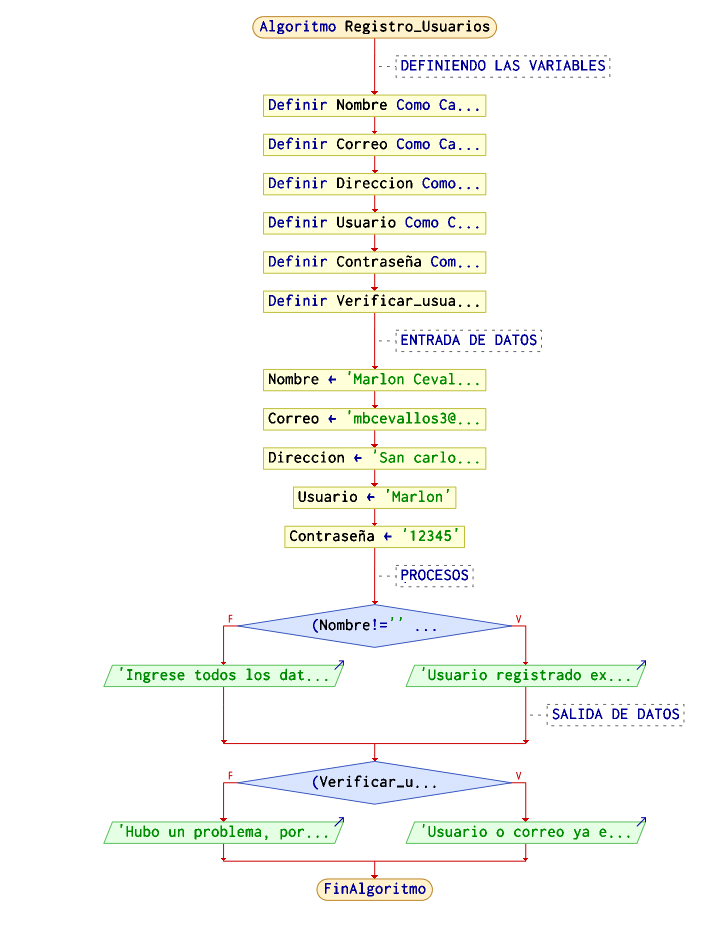 Algoritmo Registro_Usuarios
DEFINIENDO LAS VARIABLES
Definir Nombre Como Ca...
Definir Correo Como Ca...
Definir Direccion Como...
Definir Usuario Como C...
Definir Contraseña Com...
Definir Verificar_usua...
ENTRADA DE DATOS
Nombre ← 'Marlon Ceval...
Correo ← 'mbcevallos3@...
Direccion ← 'San carlo...
Usuario ← 'Marlon'
Contraseña ← '12345'
PROCESOS
F
(Nombre!='' ...
V
'Ingrese todos los dat...
'Usuario registrado ex...
SALIDA DE DATOS
F
(Verificar_u...
V
'Hubo un problema, por...
'Usuario o correo ya e...
FinAlgoritmo